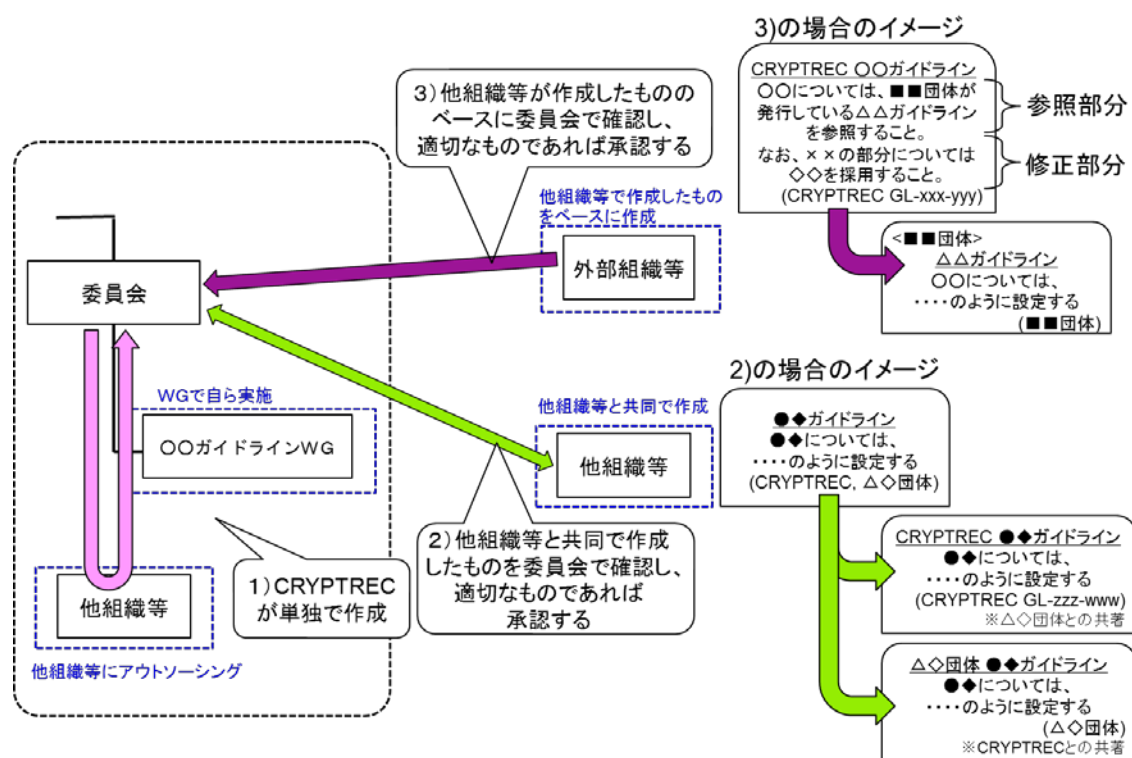 3)の場合のイメージ
CRYPTREC 〇〇ガイドライン
〇〇については、■■団体が
発行している△△ガイドライン
を参照すること。
なお、××の部分については
◇◇を採用すること。
(CRYPTREC GL-xxx-yyy)
参照部分
修正部分
3)他組織等が作成したものの
ベースに委員会で確認し、
適切なものであれば承認する
他組織等で作成したもの
をベースに作成
外部組織等
<■■団体>
△△ガイドライン
〇〇については、
・・・・のように設定する
(■■団体)
委員会
WGで自ら実施
〇〇ガイドラインWG
他組織等
他組織等にアウトソーシング
1)CRYPTREC
が単独で作成
他組織等と共同で作成
他組織等
2)他組織等と共同で作成
したものを委員会で確認し、
適切なものであれば
承認する
2)の場合のイメージ
●◆ガイドライン
●◆については、
・・・・のように設定する
(CRYPTREC, △◇団体)
CRYPTREC ●◆ガイドライン
●◆については、
・・・・のように設定する
(CRYPTREC GL-zzz-www)
※△◇団体との共著
△◇団体 ●◆ガイドライン
●◆については、
・・・・のように設定する
(△◇団体)
※CRYPTRECとの共著